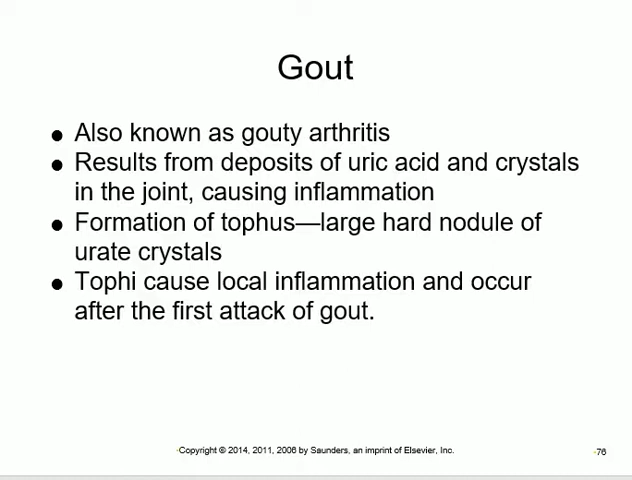 Gout
● Also known as gouty arthritis
● Results from deposits of uric acid and crystals
in the joint, causing inflammation
● Formation of tophus—large hard nodule of
urate crystals
● Tophi cause local inflammation and occur
after the first attack of gout.
Copyright © 2014, 2011, 2006 by Saunders, an imprint of Elsevier, Inc.
76